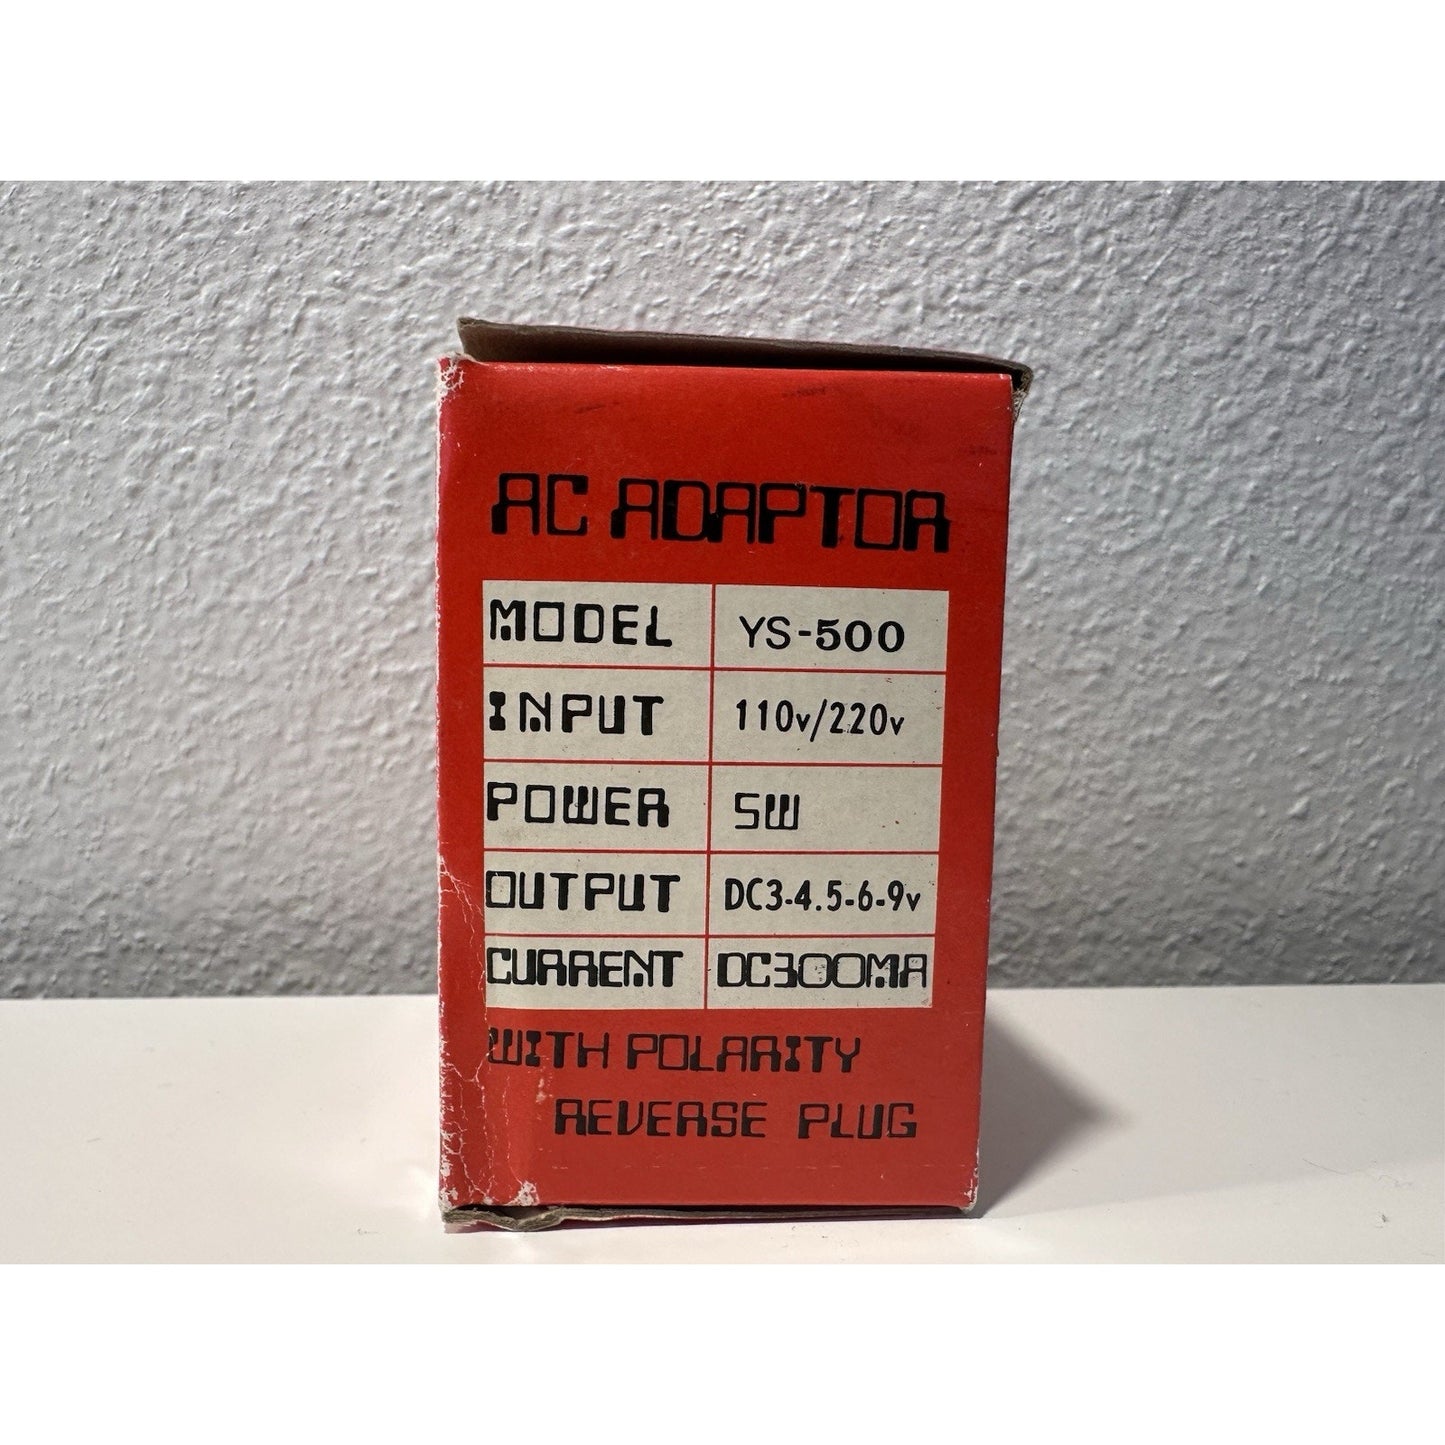 AC ADAPTOR
MODEL YS-500
INPUT 110v/220v
POWER 5W
OUTPUT DC3-4.5-6-9v
CURRENT DC300MA
WITH POLARITY
REVERSE PLUG